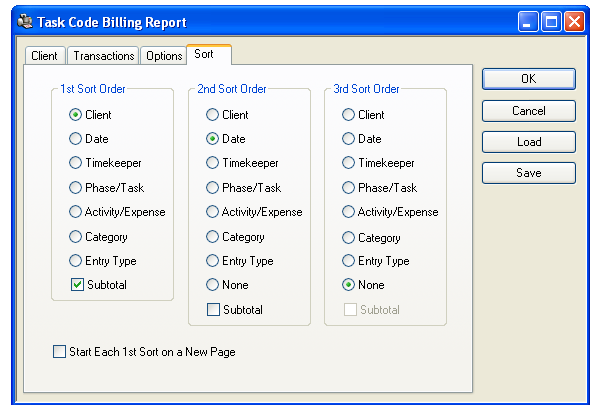 Task Code Billing Report
Client Transactions Options Sort
1st Sort Order
Client
Date
Timekeeper
Phase/Task
Activity/Expense
Category
Entry Type
Subtotal
2nd Sort Order
Client
Date
Timekeeper
Phase/Task
Activity/Expense
Category
Entry Type
None
Subtotal
3rd Sort Order
Client
Date
Timekeeper
Phase/Task
Activity/Expense
Category
Entry Type
None
Subtotal
Start Each 1st Sort on a New Page
OK
Cancel
Load
Save